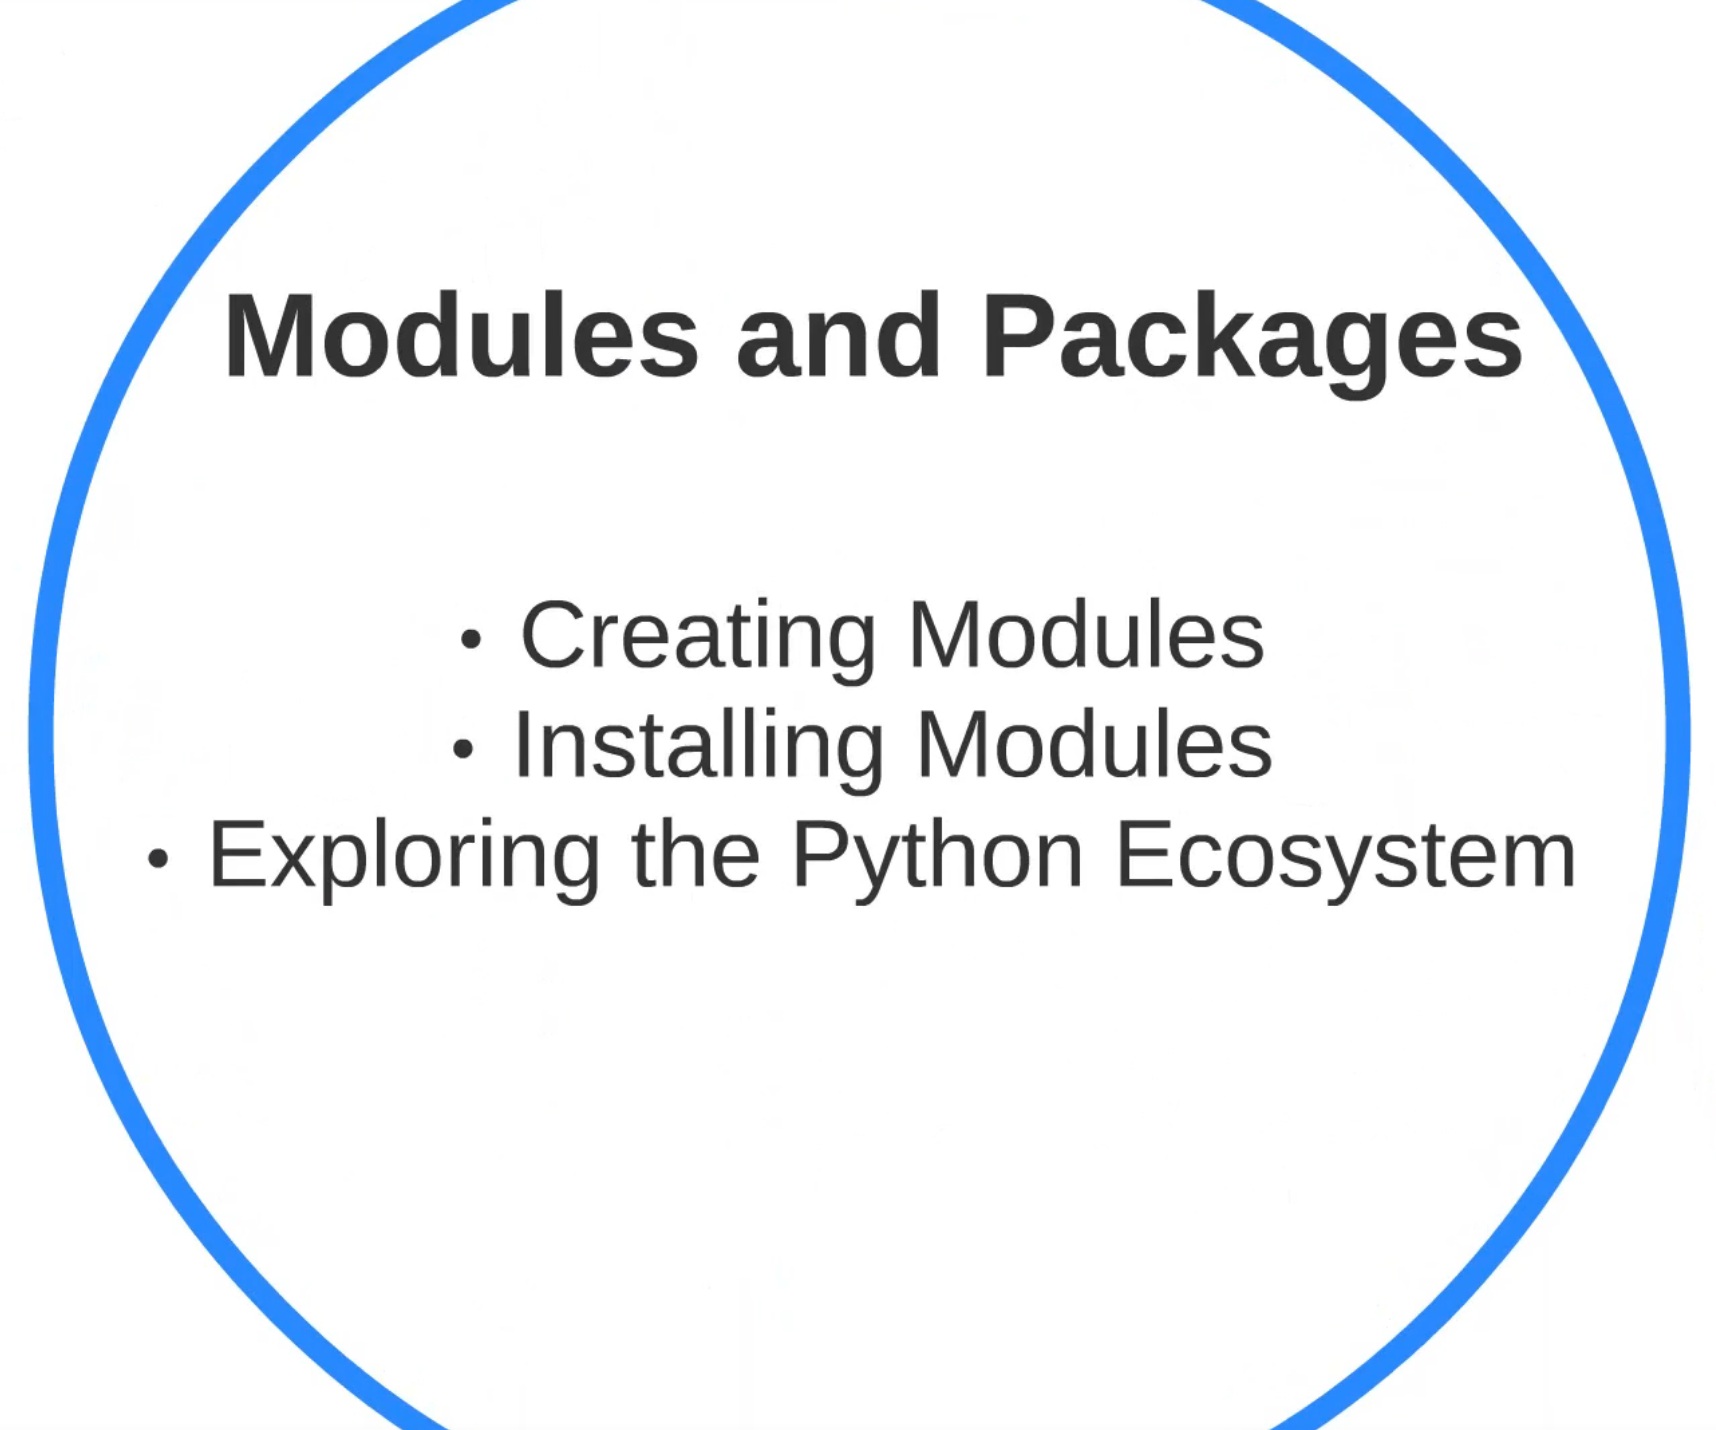 Modules and Packages
• Creating Modules
• Installing Modules
• Exploring the Python Ecosystem